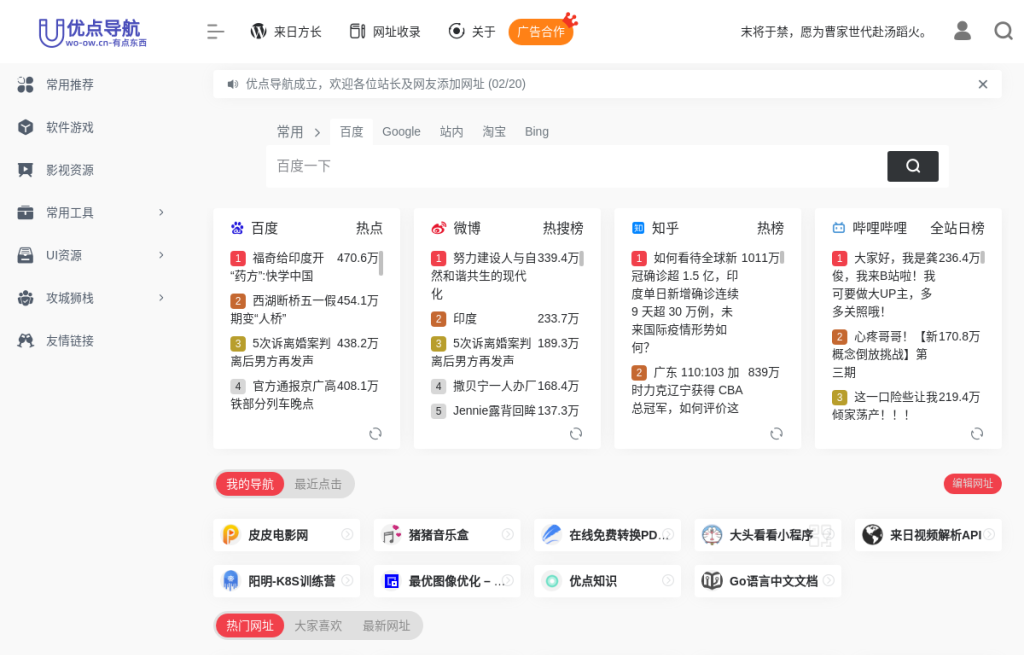 优点导航
wo-ow.cn-有点东西
来日方长
网址收录
关于
广告合作
末将于禁，愿为曹家世代赴汤蹈火。
常用推荐
软件游戏
影视资源
常用工具
UI资源
攻城狮栈
友情链接
优点导航成立，欢迎各位站长及网友添加网址 (02/20)
常用
百度
Google
站内
淘宝
Bing
百度一下
百度 热点
1 福奇给印度开 470.6万
“药方”:快学中国
2 西湖断桥五一假 454.1万
期变“人桥”
3 5次诉离婚案判 438.2万
离后男方再发声
4 官方通报京广高 408.1万
铁部分列车晚点
微博 热搜榜
1 努力建设人与自 339.4万
然和谐共生的现代
化
2 印度 233.7万
3 5次诉离婚案判 189.3万
离后男方再发声
4 撒贝宁一人办厂 168.4万
5 Jennie露背回眸 137.3万
知乎 热榜
1 如何看待全球新 1011万
冠确诊超 1.5 亿，印
度单日新增确诊连续
9 天超 30 万例，未
来国际疫情形势如
何?
2 广东 110:103 加 839万
时力克辽宁获得 CBA
总冠军，如何评价这
哔哩哔哩 全站日榜
1 大家好，我是龚 236.4万
俊，我来B站啦！我
可要做大UP主，多
多关照哦！
2 心疼哥哥！【新 170.8万
概念倒放挑战】第
三期
3 这一口险些让我 219.4万
倾家荡产！！！
我的导航
最近点击
编辑网址
皮皮电影网
猪猪音乐盒
在线免费转换PD...
大头看看小程序
来日视频解析API
阳明-K8S训练营
最优图像优化 – ...
优点知识
Go语言中文文档
热门网址
大家喜欢
最新网址